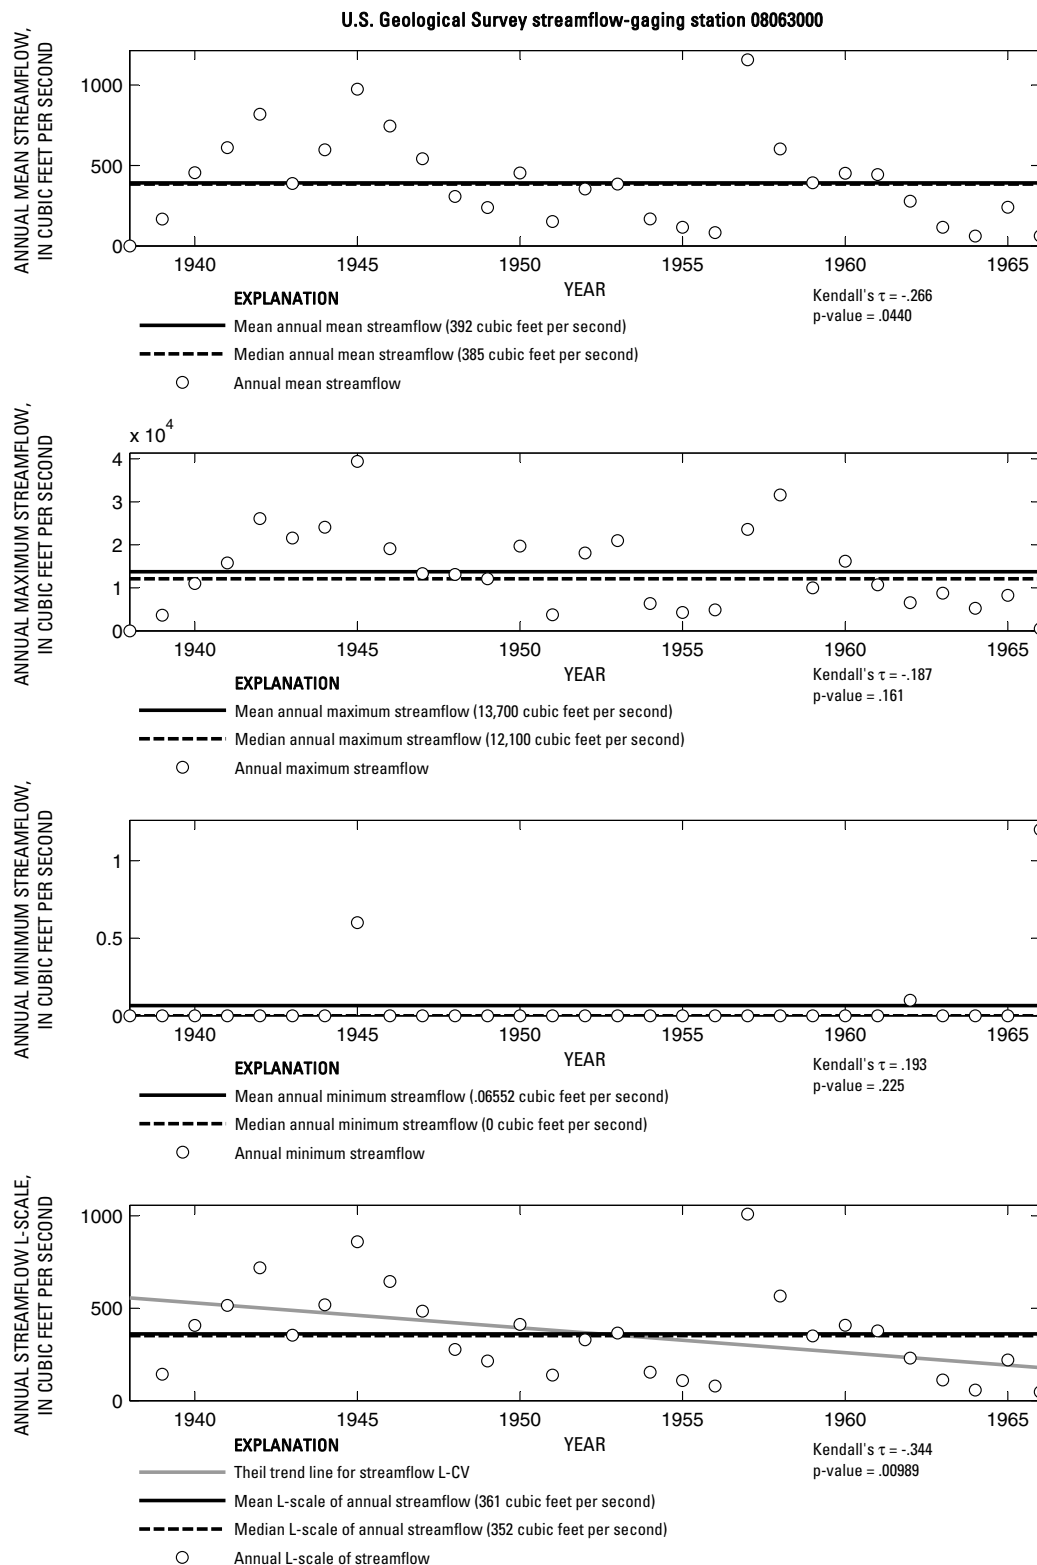 U.S. Geological Survey streamflow-gaging station 08063000
ANNUAL MEAN STREAMFLOW,
IN CUBIC FEET PER SECOND
1000
500
0
1940 1945 1950 1955 1960 1965
YEAR
Kendall's τ = -.266
p-value = .0440
EXPLANATION
Mean annual mean streamflow (392 cubic feet per second)
Median annual mean streamflow (385 cubic feet per second)
Annual mean streamflow
ANNUAL MAXIMUM STREAMFLOW,
IN CUBIC FEET PER SECOND
x 10^4
4
3
2
1
0
1940 1945 1950 1955 1960 1965
YEAR
Kendall's τ = -.187
p-value = .161
EXPLANATION
Mean annual maximum streamflow (13,700 cubic feet per second)
Median annual maximum streamflow (12,100 cubic feet per second)
Annual maximum streamflow
ANNUAL MINIMUM STREAMFLOW,
IN CUBIC FEET PER SECOND
1
0.5
0
1940 1945 1950 1955 1960 1965
YEAR
Kendall's τ = .193
p-value = .225
EXPLANATION
Mean annual minimum streamflow (.06552 cubic feet per second)
Median annual minimum streamflow (0 cubic feet per second)
Annual minimum streamflow
ANNUAL STREAMFLOW L-SCALE,
IN CUBIC FEET PER SECOND
1000
500
0
1940 1945 1950 1955 1960 1965
YEAR
Kendall's τ = -.344
p-value = .00989
EXPLANATION
Theil trend line for streamflow L-CV
Mean L-scale of annual streamflow (361 cubic feet per second)
Median L-scale of annual streamflow (352 cubic feet per second)
Annual L-scale of streamflow